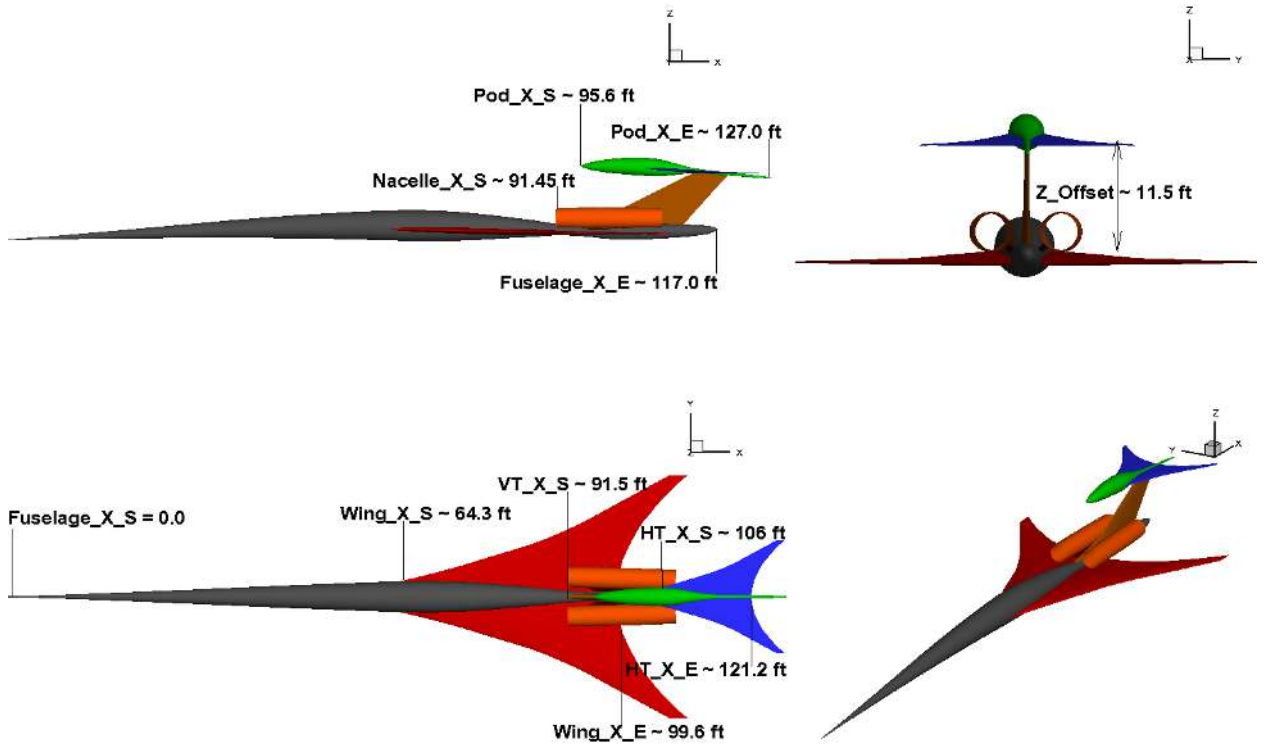 Z
X
Z
X
Y
Pod_X_S ~ 95.6 ft
Pod_X_E ~ 127.0 ft
Nacelle_X_S ~ 91.45 ft
Z_Offset ~ 11.5 ft
Fuselage_X_E ~ 117.0 ft
Y
Z
X
Z
Y
X
VT_X_S ~ 91.5 ft
Fuselage_X_S = 0.0
Wing_X_S ~ 64.3 ft
HT_X_S ~ 106 ft
HT_X_E ~ 121.2 ft
Wing_X_E ~ 99.6 ft